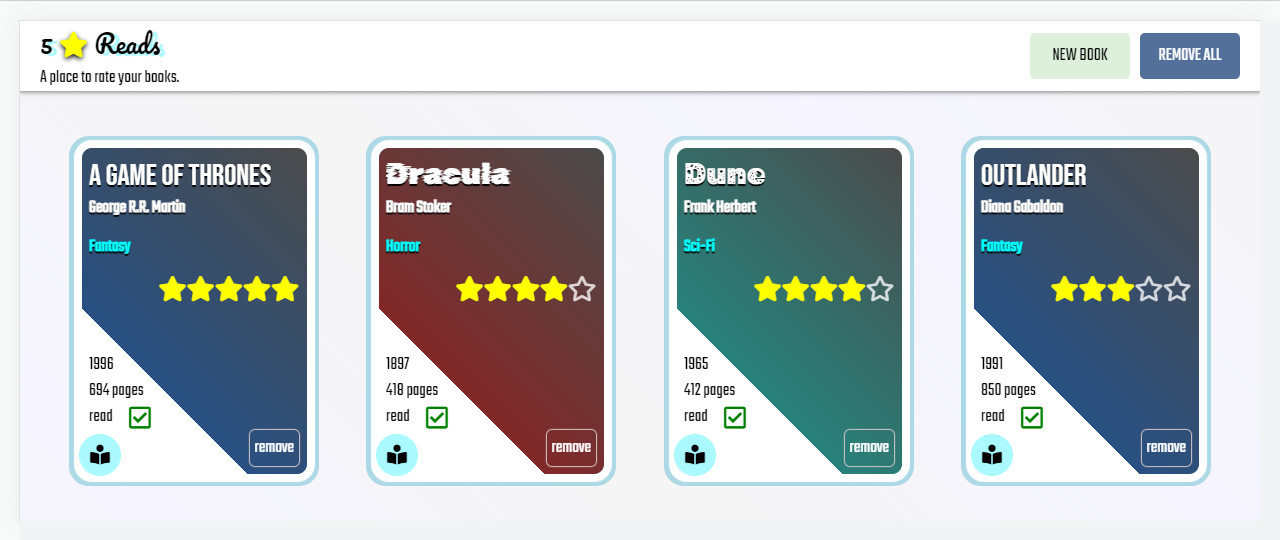 5 Reads
A place to rate your books.
NEW BOOK
REMOVE ALL
A GAME OF THRONES
George R.R. Martin
Fantasy
1996
694 pages
read
remove
Dracula
Bram Stoker
Horror
1897
418 pages
read
remove
Dune
Frank Herbert
Sci-Fi
1965
412 pages
read
remove
OUTLANDER
Diana Gabaldon
Fantasy
1991
850 pages
read
remove